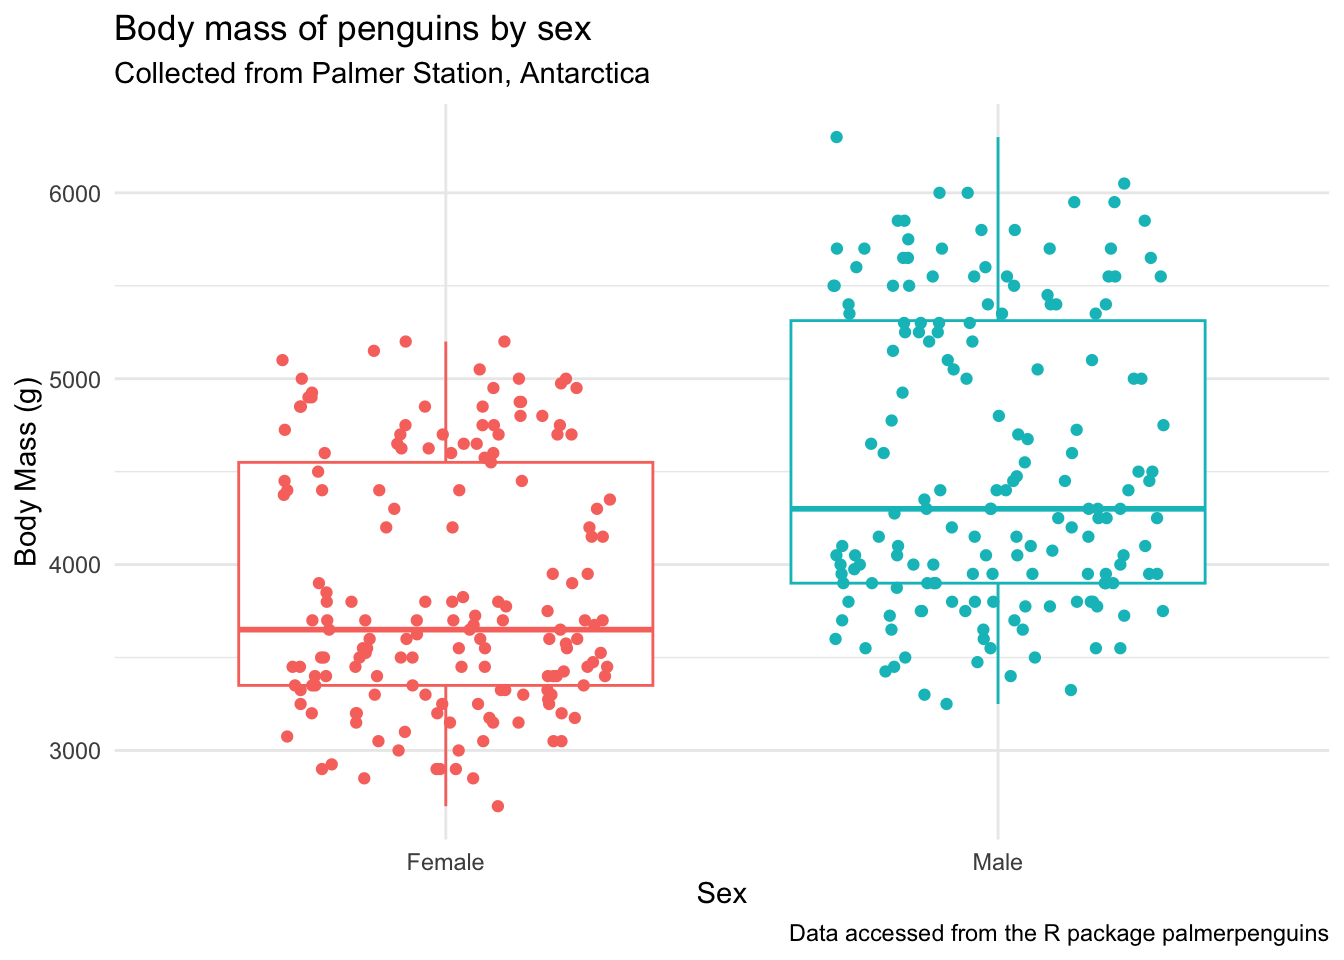 Body mass of penguins by sex
Collected from Palmer Station, Antarctica
6000
5000
4000
3000
Body Mass (g)
Female
Male
Sex
Data accessed from the R package palmerpenguins